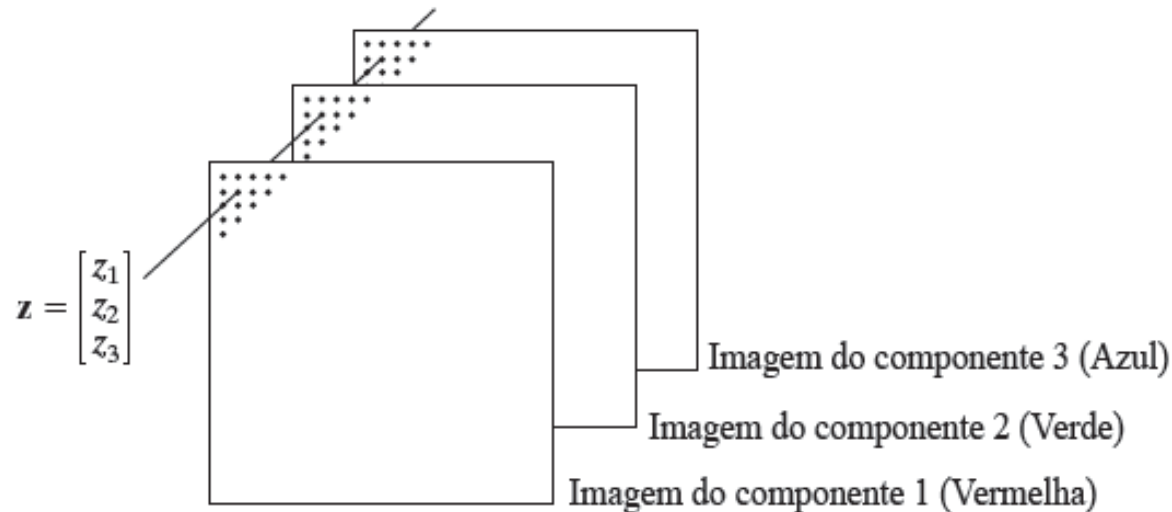 z = [z₁
z₂
z₃]
Imagem do componente 3 (Azul)
Imagem do componente 2 (Verde)
Imagem do componente 1 (Vermelha)